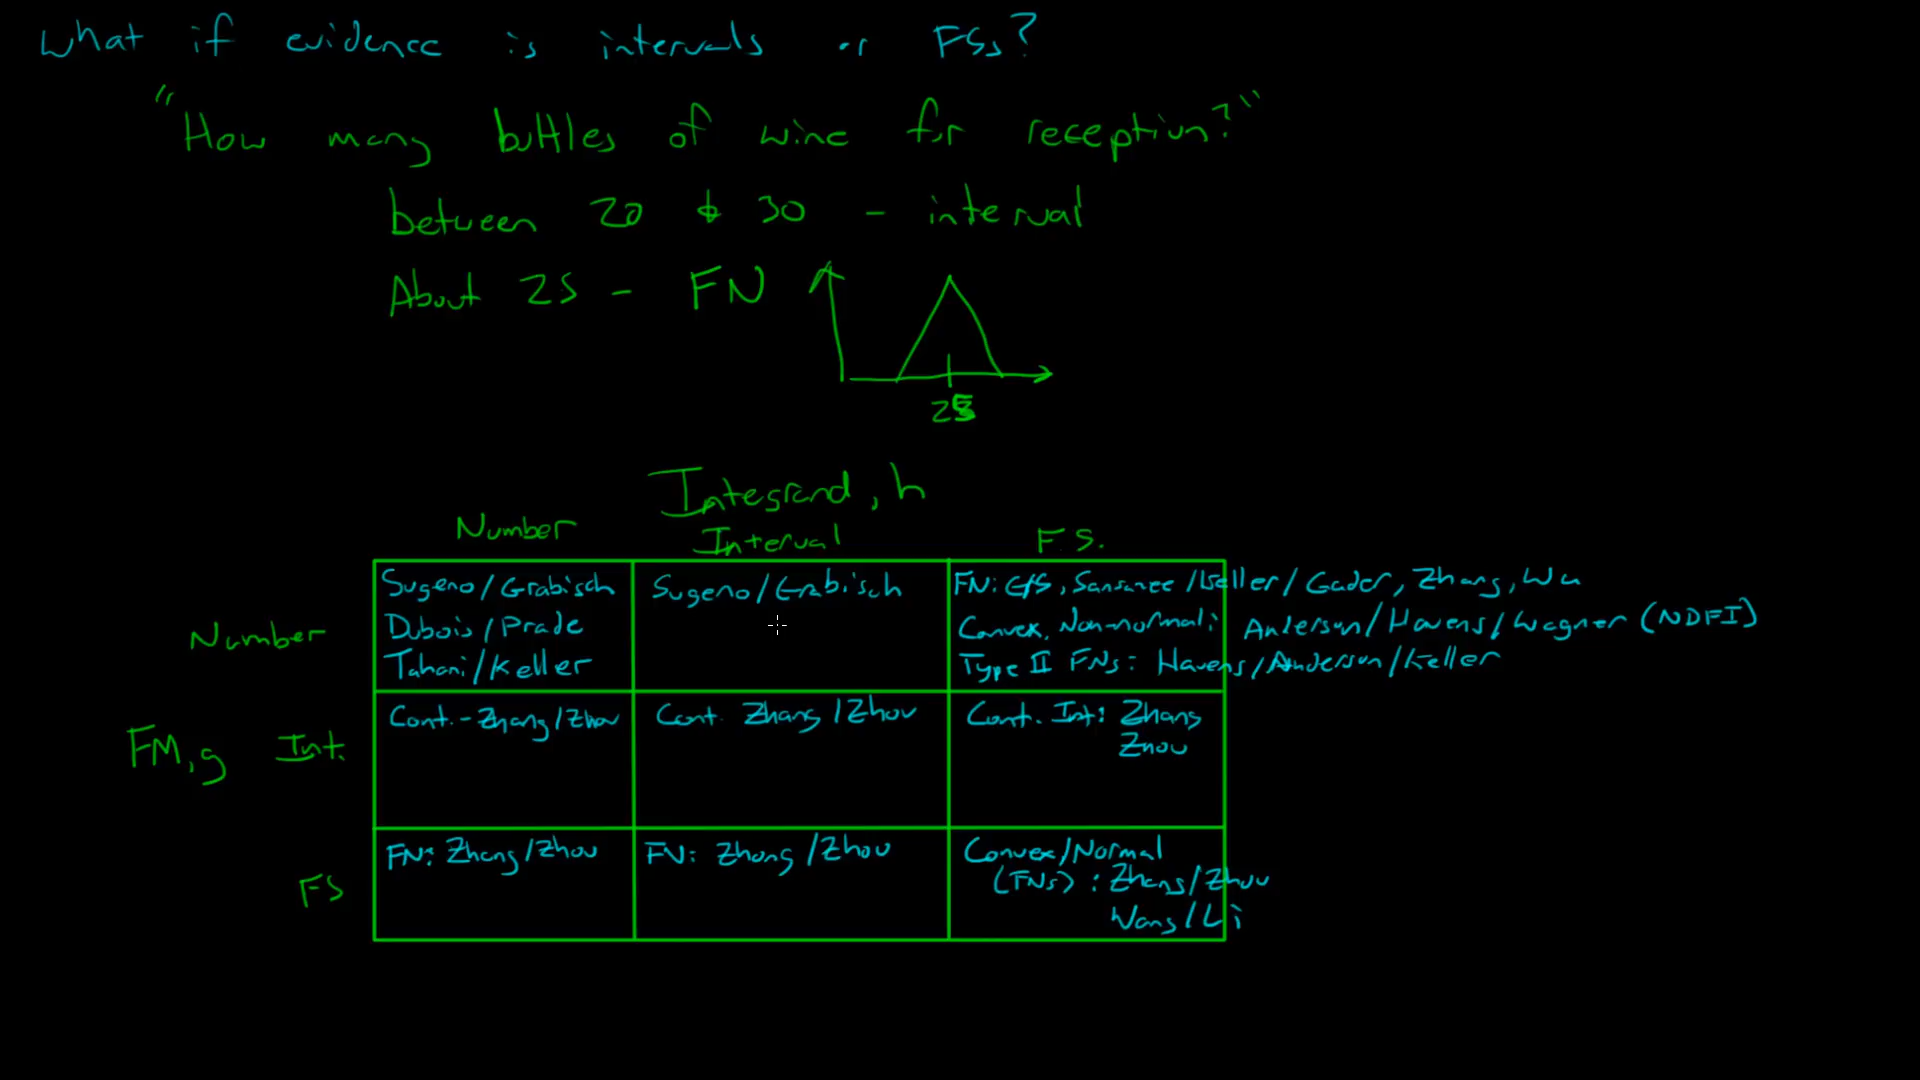 What if evidence is intervals or FSs?
"How many bottles of wine for reception?"
between 20 & 30 - interval
About 25 - FN
25
Integrand, h
Number Interval FS.
Number
Sugeno/Grabisch
Dubois/Prade
Tahani/Keller
Sugeno/Grabisch
FN: , Sansanee/Keller/Gader, Zhang, Wu
Convex, Non-normal: Anderson/Havens/Wagner (NDFI)
Type II FNs: Havens/Anderson/Keller
FM, g Int.
Cont. - Zhang/Zhou
Cont. Zhang/Zhou
Cont. Int: Zhang
Zhou
FS
FN: Zhang/Zhou
FN: Zhang/Zhou
Convex/Normal
(FNs): Zhang/Zhou
Wang/Li